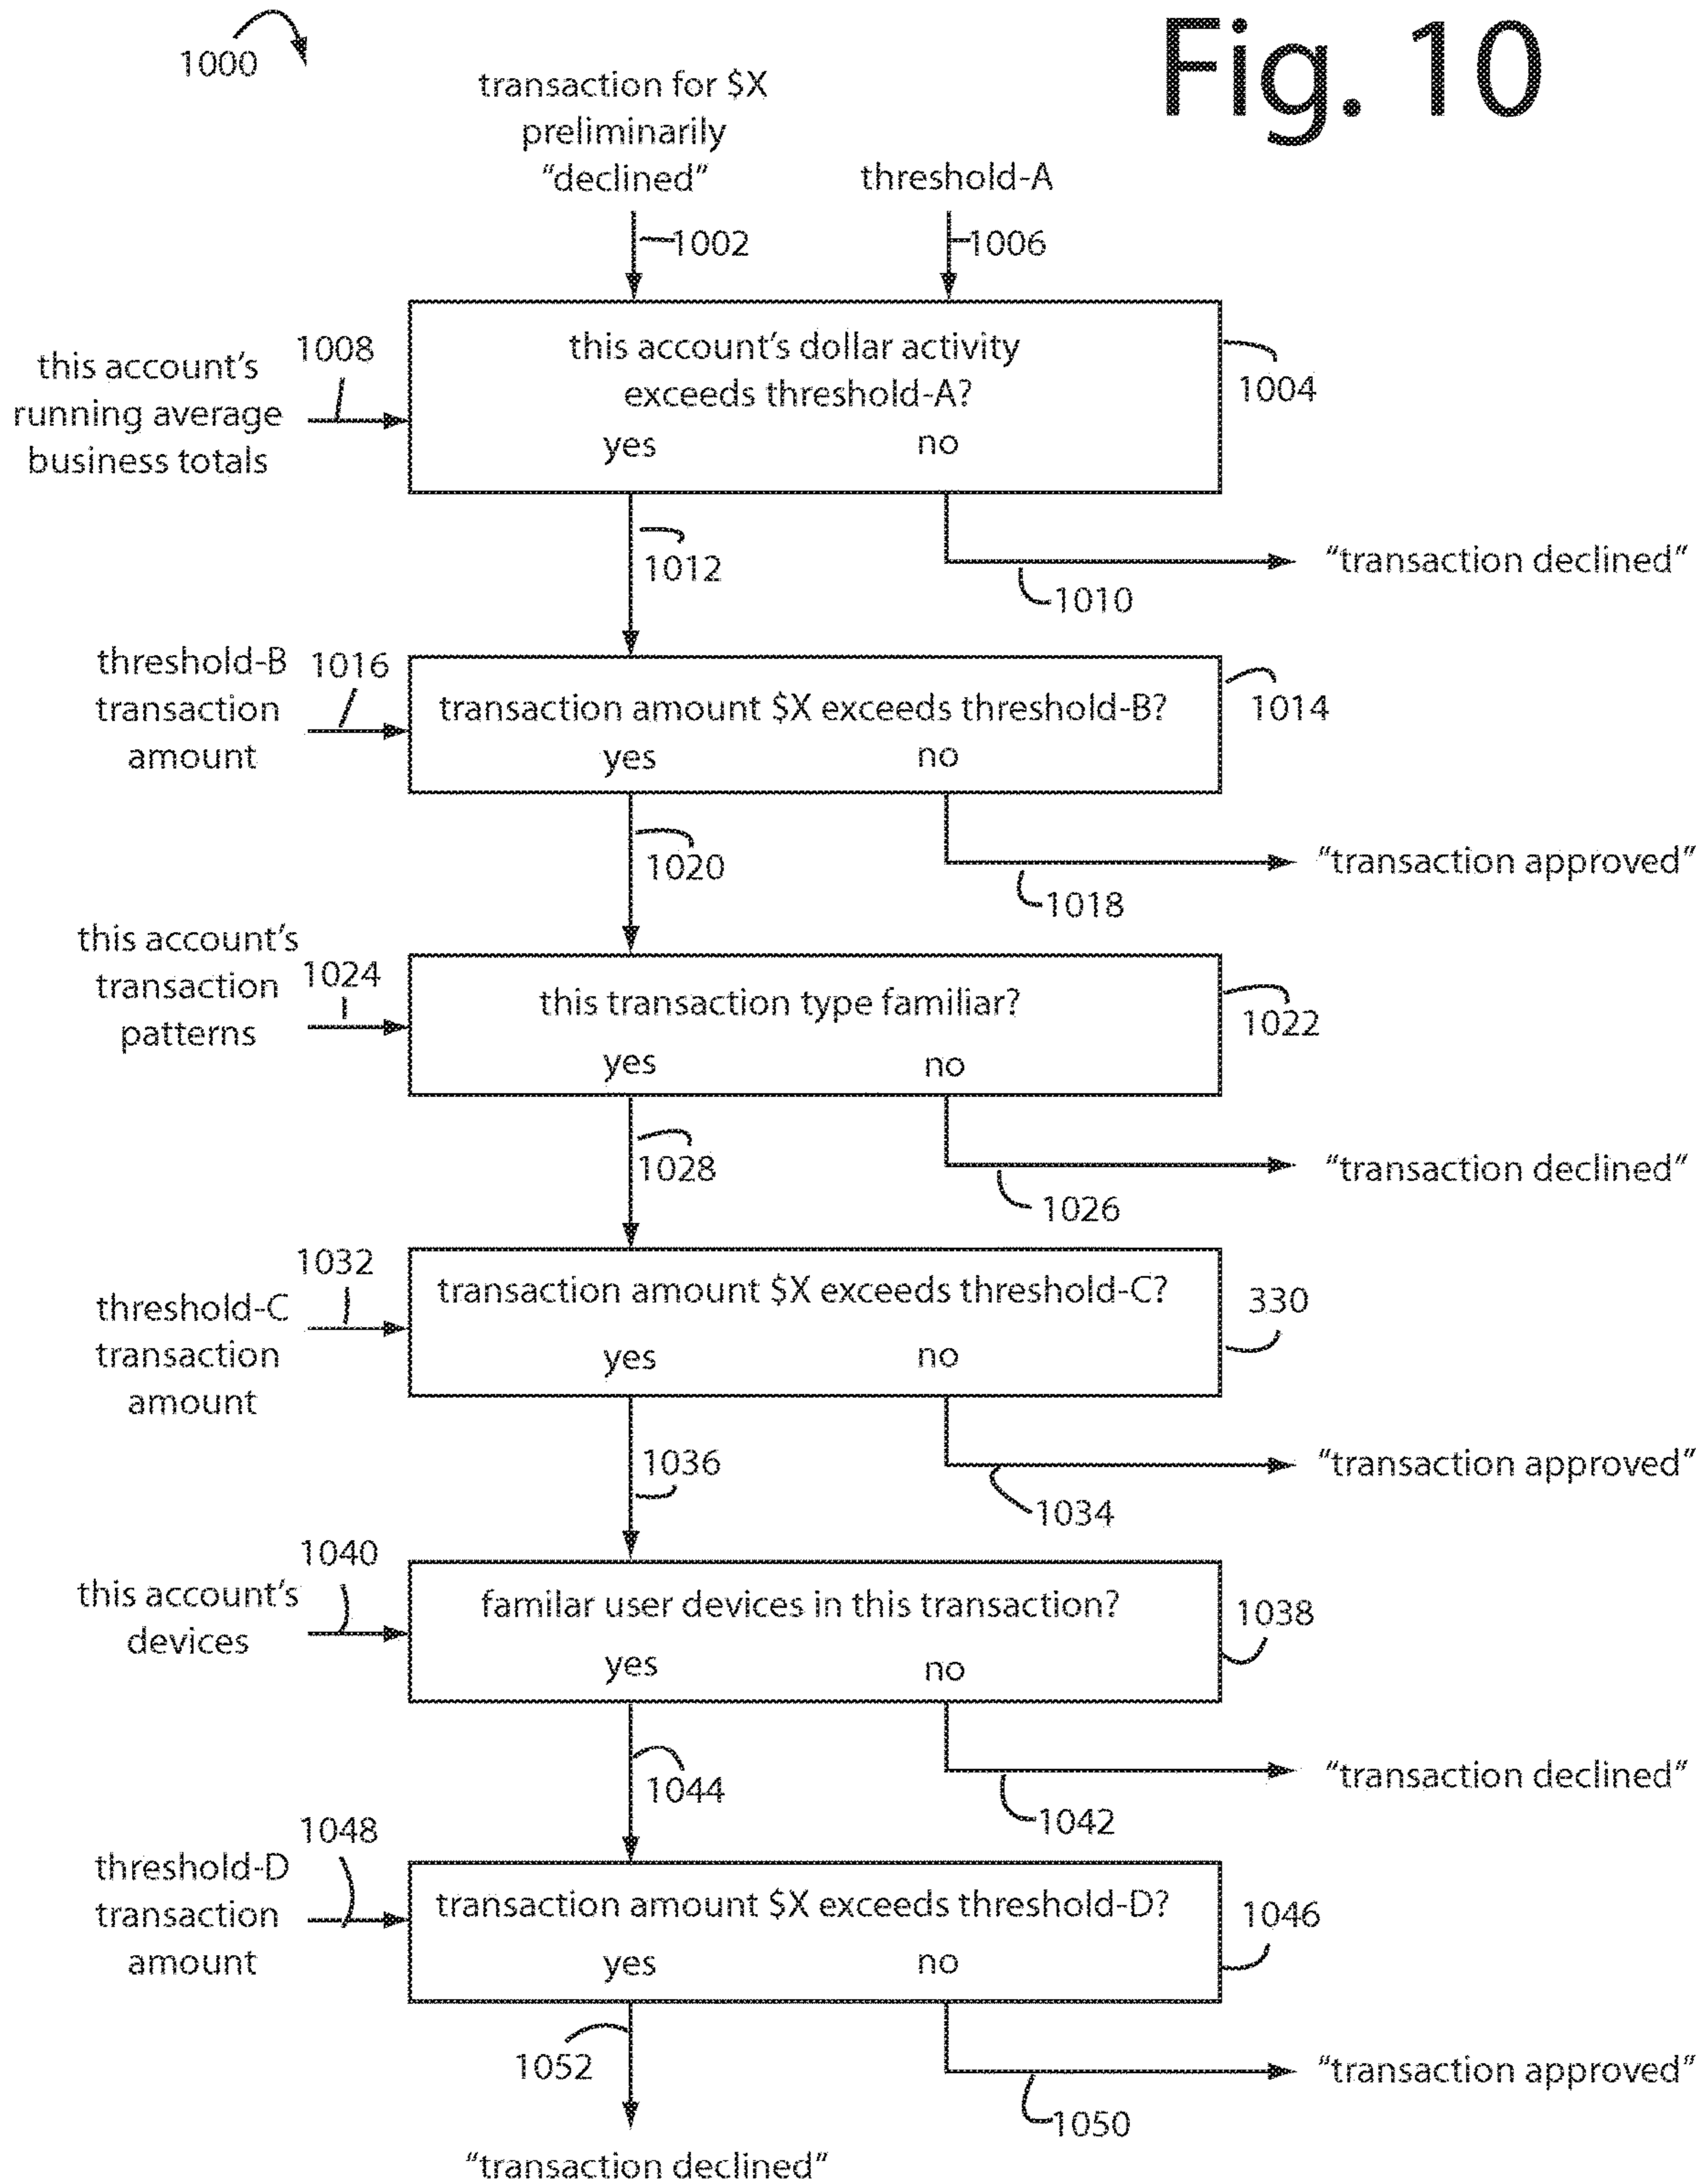 Fig. 10
1000
transaction for $X
preliminarily
“declined”
threshold-A
1002
1006
this account’s
running average
business totals
1008
this account’s dollar activity
exceeds threshold-A?
yes
no
1004
1012
“transaction declined”
1010
threshold-B
transaction
amount
1016
transaction amount $X exceeds threshold-B?
yes
no
1014
1020
“transaction approved”
1018
this account’s
transaction
patterns
1024
this transaction type familiar?
yes
no
1022
1028
“transaction declined”
1026
1032
threshold-C
transaction
amount
transaction amount $X exceeds threshold-C?
yes
no
330
1036
“transaction approved”
1034
1040
this account’s
devices
familar user devices in this transaction?
yes
no
1038
1044
“transaction declined”
1042
1048
threshold-D
transaction
amount
transaction amount $X exceeds threshold-D?
yes
no
1046
1052
“transaction approved”
1050
“transaction declined”